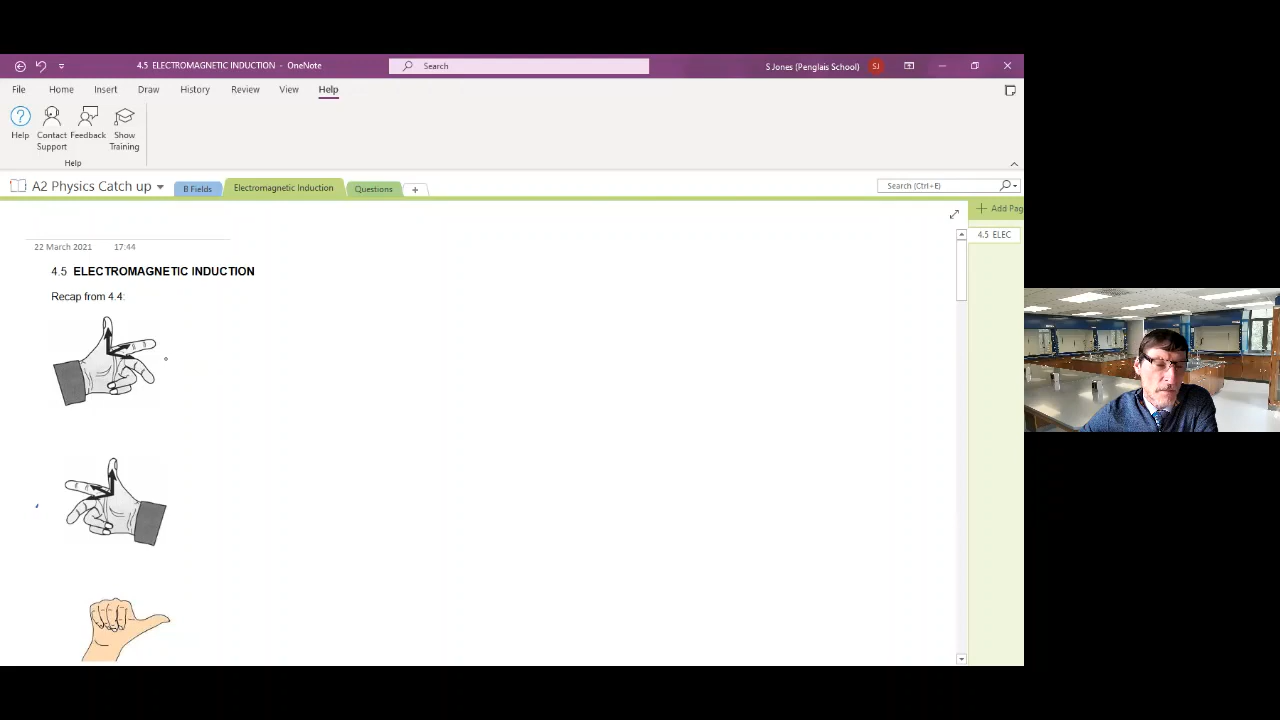 4.5 ELECTROMAGNETIC INDUCTION - OneNote
Search
S Jones (Penglais School)
SJ
File Home Insert Draw History Review View Help
Help Contact Support Feedback Show Training
Help
A2 Physics Catch up
B Fields
Electromagnetic Induction
Questions
+
Search (Ctrl+E)
Add Pag
22 March 2021 17:44
4.5 ELEC
4.5 ELECTROMAGNETIC INDUCTION
Recap from 4.4: